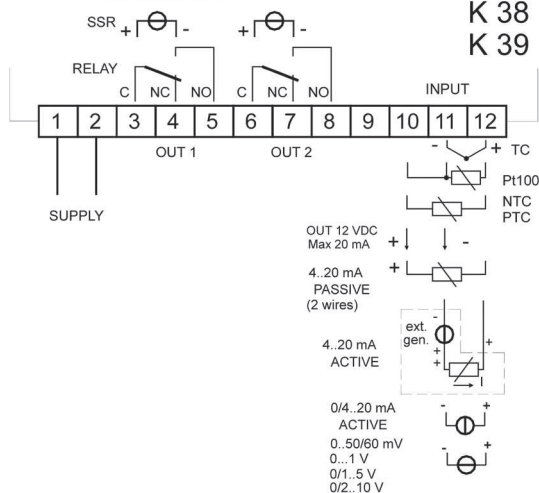 K 38
K 39
SSR + - + -
RELAY
C NC NO C NC NO INPUT
1 2 3 4 5 6 7 8 9 10 11 12
OUT 1 OUT 2
- + TC
Pt100
SUPPLY
NTC
PTC
OUT 12 VDC
Max 20 mA + -
4..20 mA +
PASSIVE
(2 wires)
-
ext.
gen.
+ +
4..20 mA +
ACTIVE
I
0/4..20 mA - +
ACTIVE
0..50/60 mV - +
0...1 V
0/1..5 V
0/2..10 V